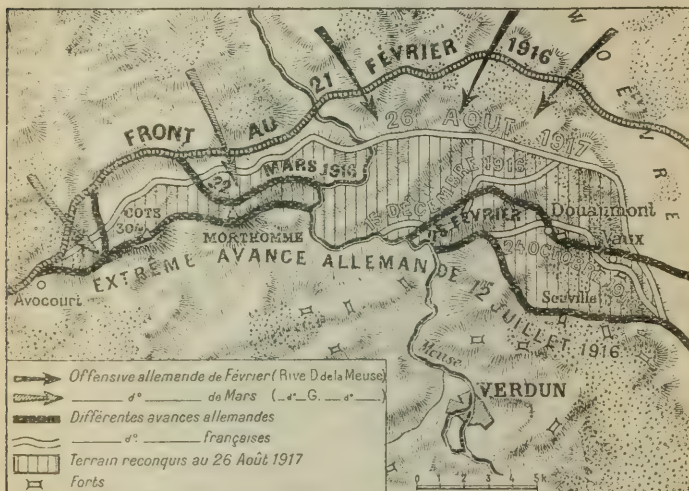 WOËVRE
FRONT AU 21 FÉVRIER 1916
26 AOÛT 1917
MARS 1916
15 DÉCEMBRE 1916
25 FÉVRIER
Douaumont
Vaux
CÔTE
304
MORTHOMME
24 OCTOBRE
EXTRÊME AVANCE ALLEMANDE 12 JUILLET 1916
Avocourt
Souville
Meuse
VERDUN
Offensive allemande de Février (Rive D. de la Meuse)
d° de Mars ( d° G. d° )
Différentes avances allemandes
d° françaises
Terrain reconquis au 26 Août 1917
Forts
0 1 2 3 4 5k